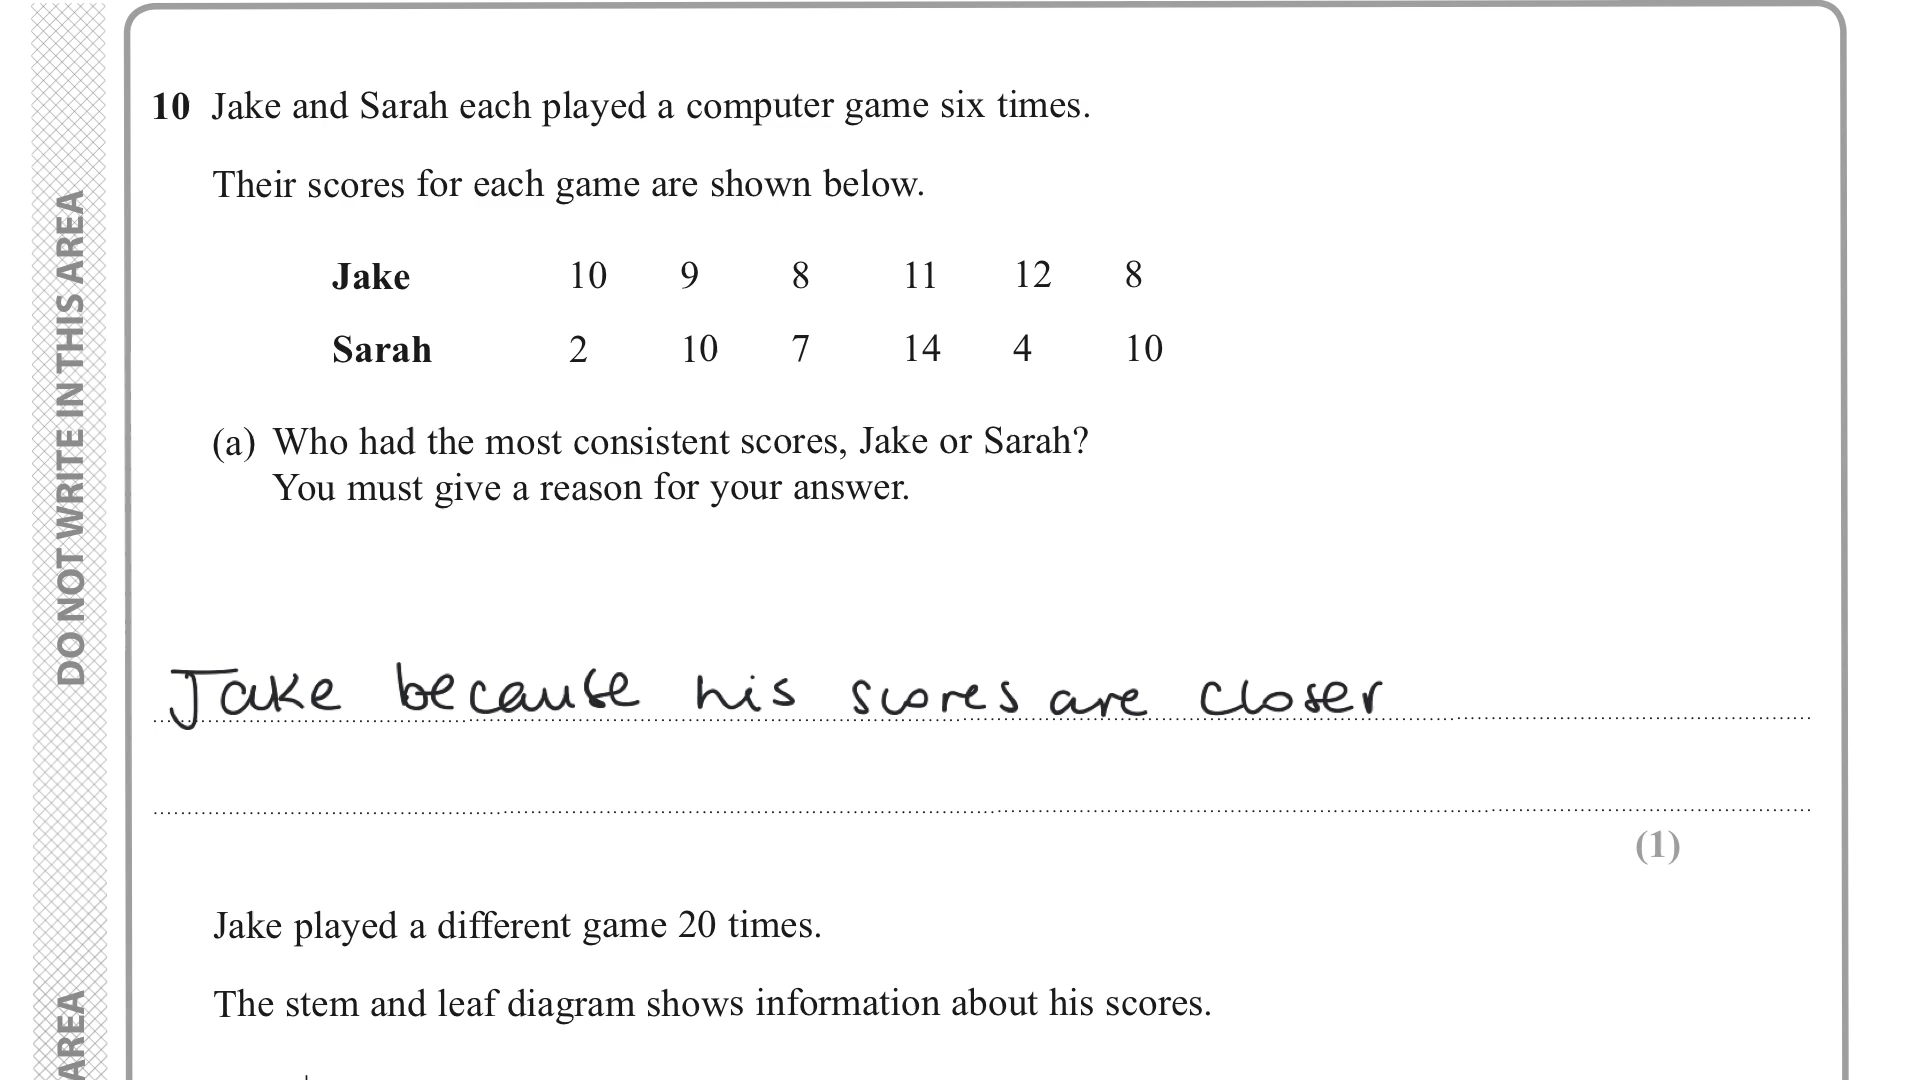 10 Jake and Sarah each played a computer game six times.
Their scores for each game are shown below.
Jake 10 9 8 11 12 8
Sarah 2 10 7 14 4 10
(a) Who had the most consistent scores, Jake or Sarah?
You must give a reason for your answer.
Jake because his scores are closer
(1)
Jake played a different game 20 times.
The stem and leaf diagram shows information about his scores.
DO NOT WRITE IN THIS AREA
AREA